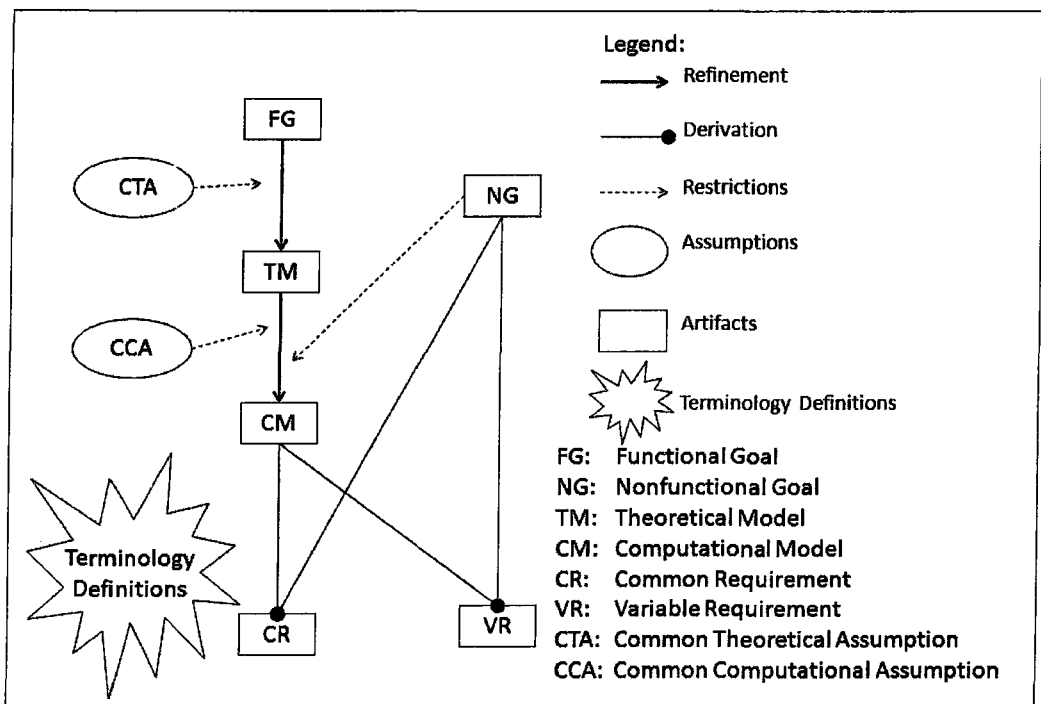 FG
CTA
NG
TM
CCA
CM
Terminology
Definitions
CR
VR
Legend:
Refinement
Derivation
Restrictions
Assumptions
Artifacts
Terminology Definitions
FG: Functional Goal
NG: Nonfunctional Goal
TM: Theoretical Model
CM: Computational Model
CR: Common Requirement
VR: Variable Requirement
CTA: Common Theoretical Assumption
CCA: Common Computational Assumption